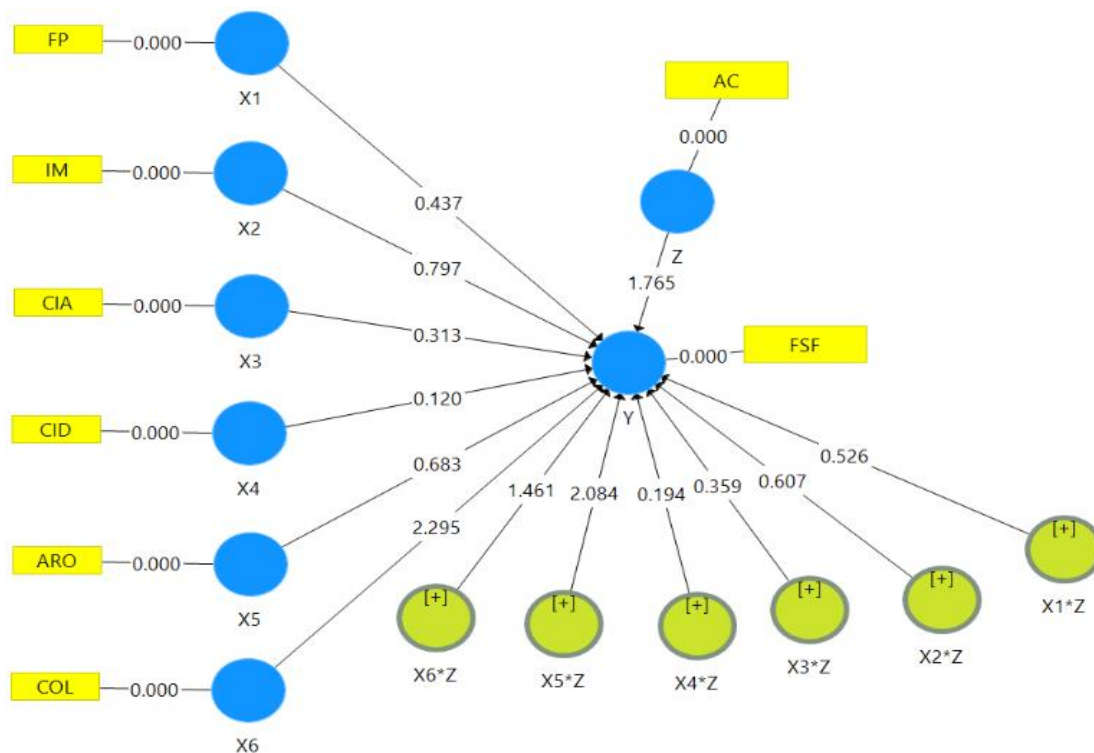 FP
0.000
X1
AC
0.000
IM
0.000
X2
0.437
Z
0.797
1.765
CIA
0.000
X3
0.313
0.000
FSF
Y
CID
0.000
X4
0.120
0.683
1.461
2.084
0.194
0.359
0.607
0.526
2.295
ARO
0.000
X5
[+]
X6*Z
[+]
X5*Z
[+]
X4*Z
[+]
X3*Z
[+]
X2*Z
[+]
X1*Z
COL
0.000
X6